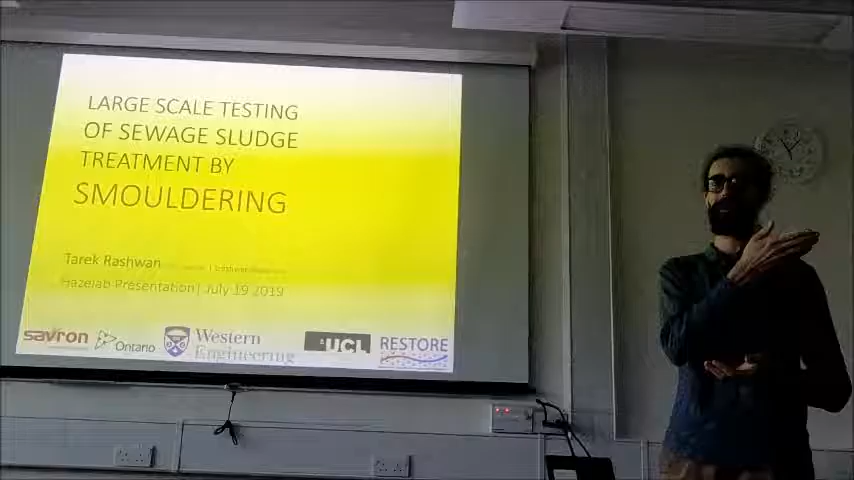 LARGE SCALE TESTING
OF SEWAGE SLUDGE
TREATMENT BY
SMOULDERING
Tarek Rashwan
Hazelab Presentation| July 19 2019
savron
Ontario
Western
Engineering
UCL
RESTORE